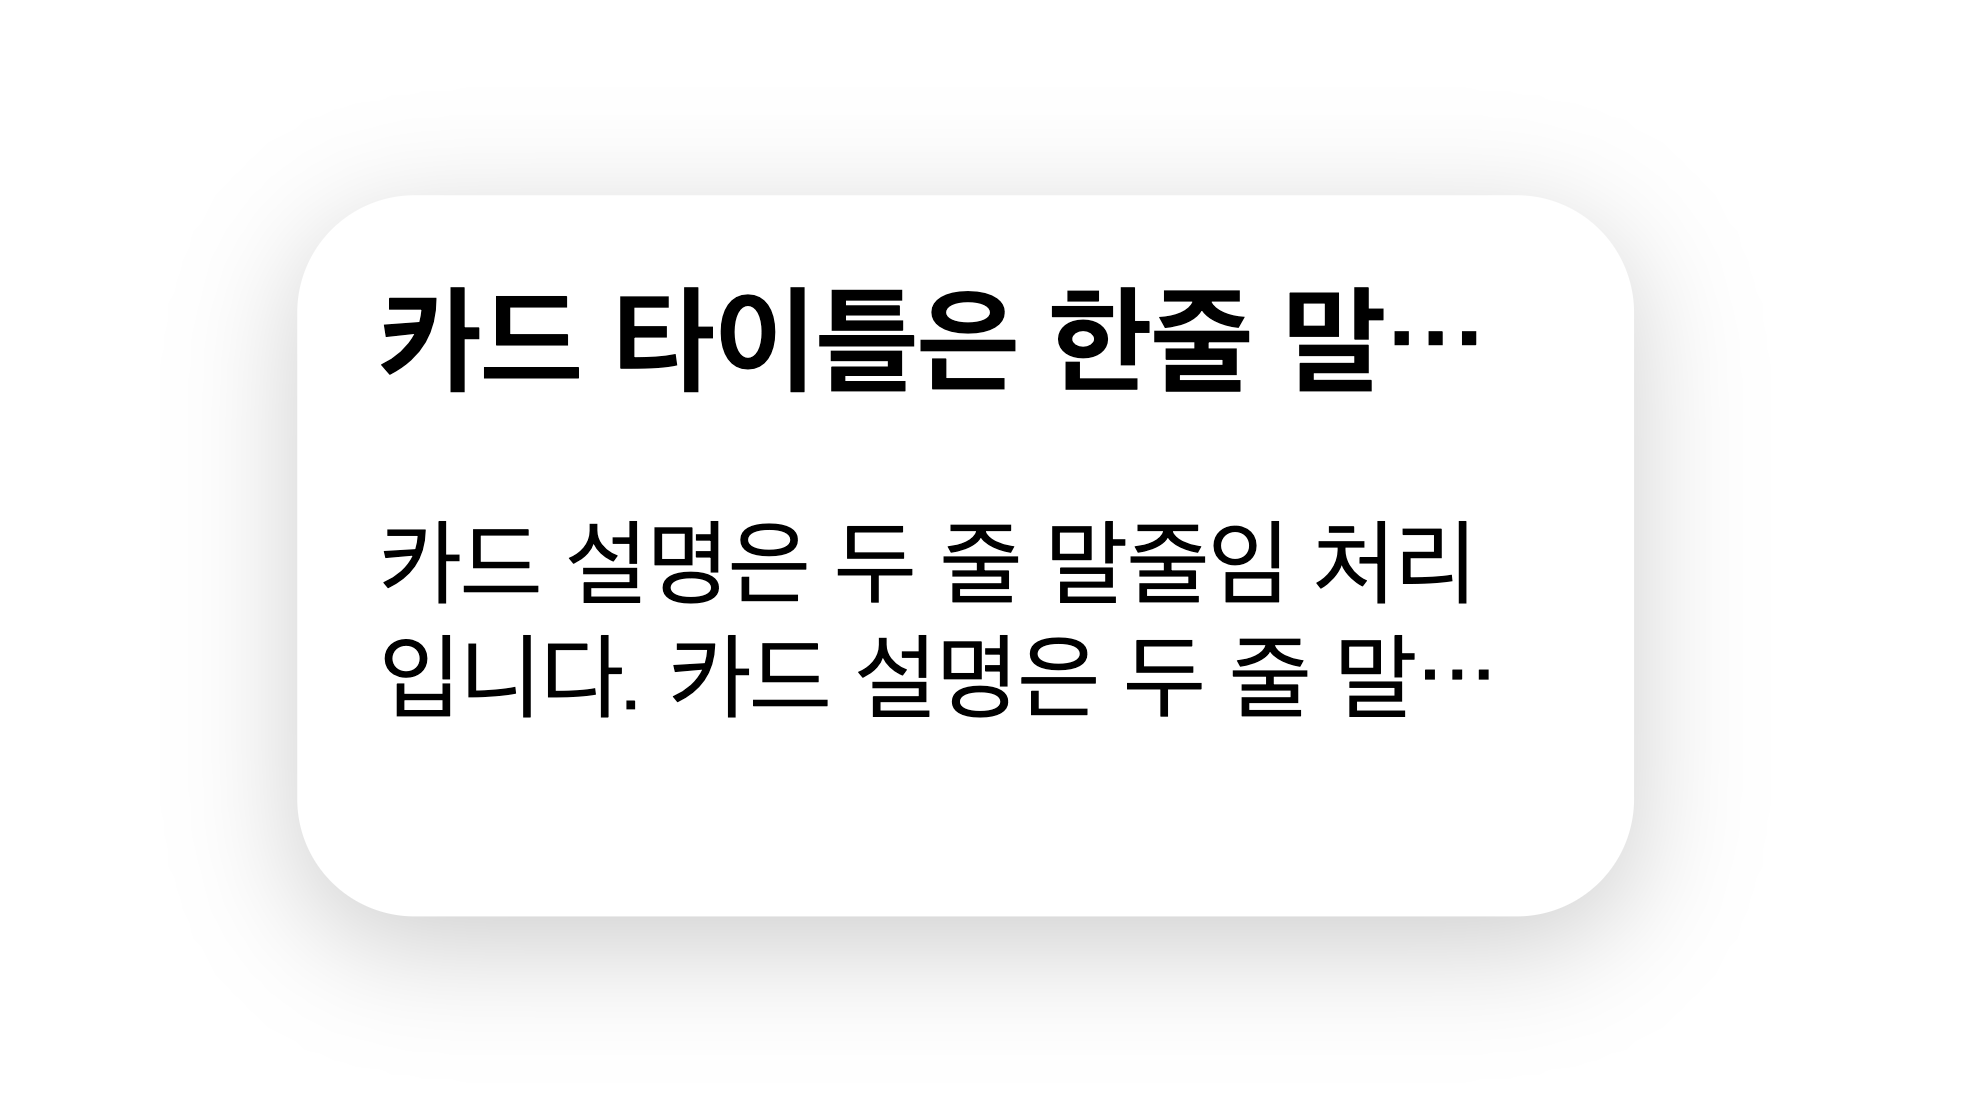 카드 타이틀은 한줄 말…
카드 설명은 두 줄 말줄임 처리
입니다. 카드 설명은 두 줄 말…